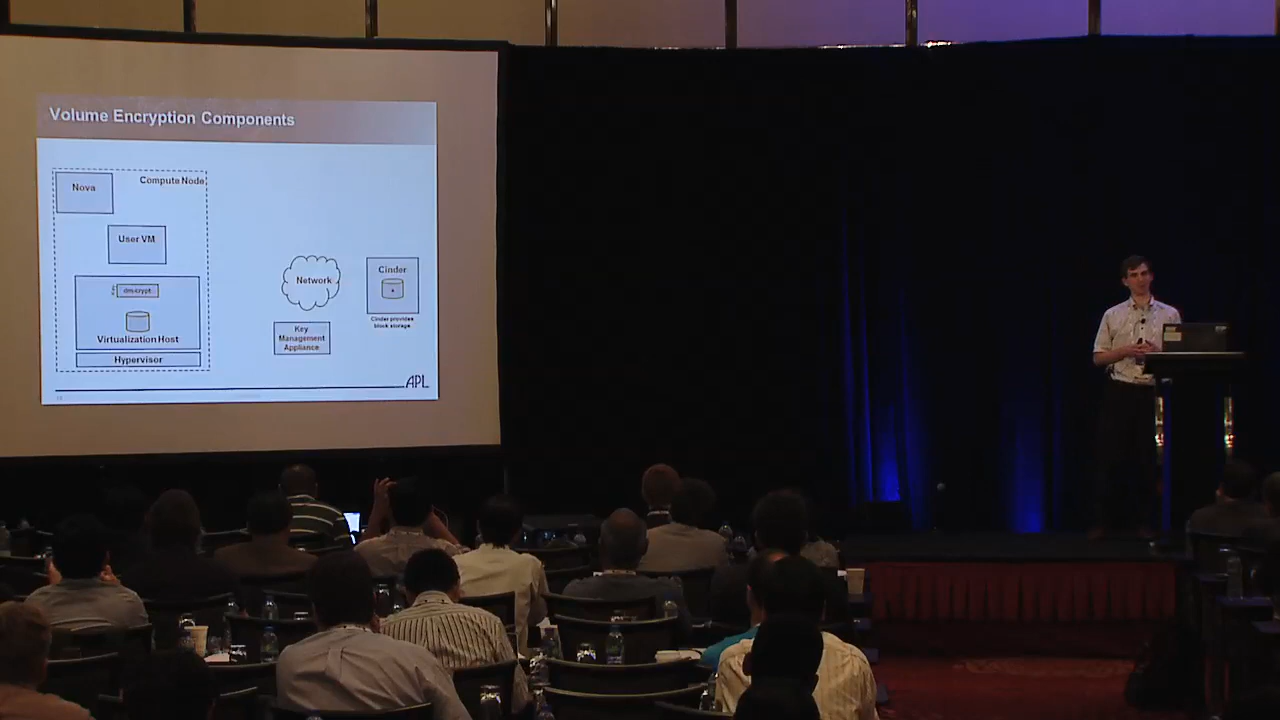 Volume Encryption Components
Compute Node
Nova
User VM
dm-crypt
Virtualization Host
Hypervisor
Network
Key
Management
Appliance
Cinder
Cinder provides
block storage
APL